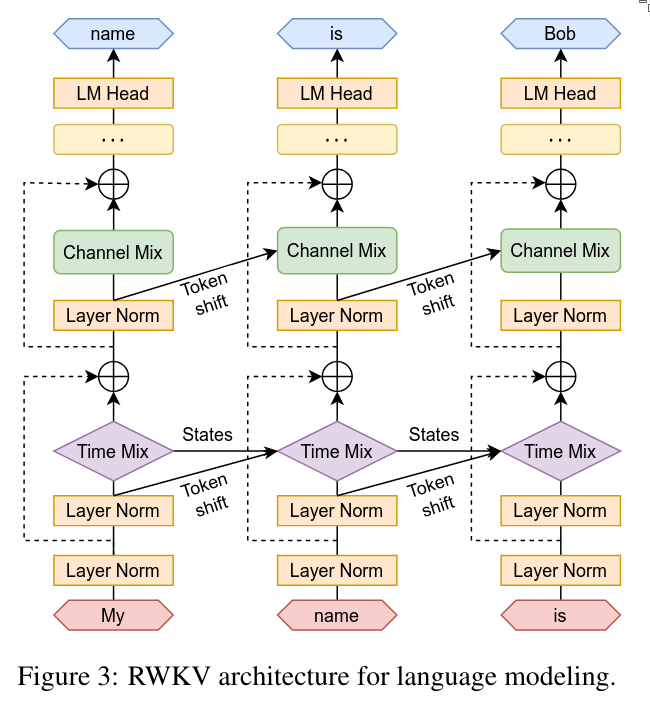 name is Bob
LM Head LM Head LM Head
... ... ...
Channel Mix Channel Mix Channel Mix
Token shift Token shift
Layer Norm Layer Norm Layer Norm
States States
Time Mix Time Mix Time Mix
Token shift Token shift
Layer Norm Layer Norm Layer Norm
Layer Norm Layer Norm Layer Norm
My name is
Figure 3: RWKV architecture for language modeling.